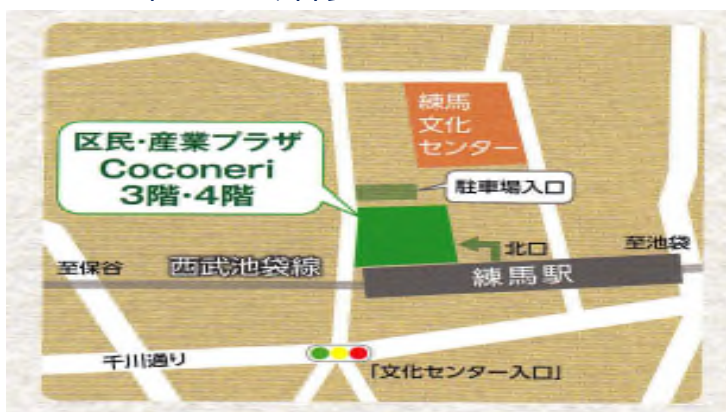 練馬
文化
センター
区民・産業プラザ
Coconeri
3階・4階
駐車場入口
北口
至池袋
至保谷
西武池袋線
練馬駅
千川通り
「文化センター入口」